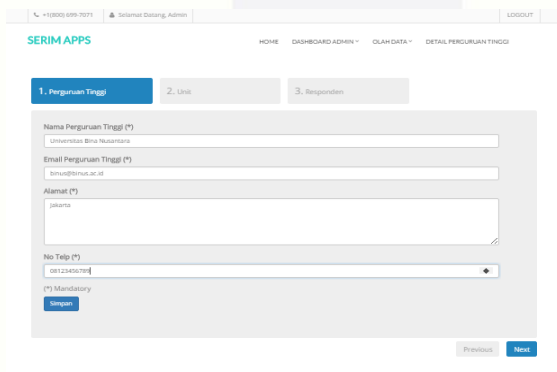 +1(800) 699-7071 Selamat Datang, Admin LOGOUT
SERIM APPS HOME DASHBOARD ADMIN OLAH DATA DETAIL PERGURUAN TINGGI
1. Perguruan Tinggi 2. Unit 3. Responden
Nama Perguruan Tinggi (*)
Universitas Bina Nusantara
Email Perguruan Tinggi (*)
binus@binus.ac.id
Alamat (*)
Jakarta
No Telp (*)
08123456789
(*) Mandatory
Simpan
Previous Next